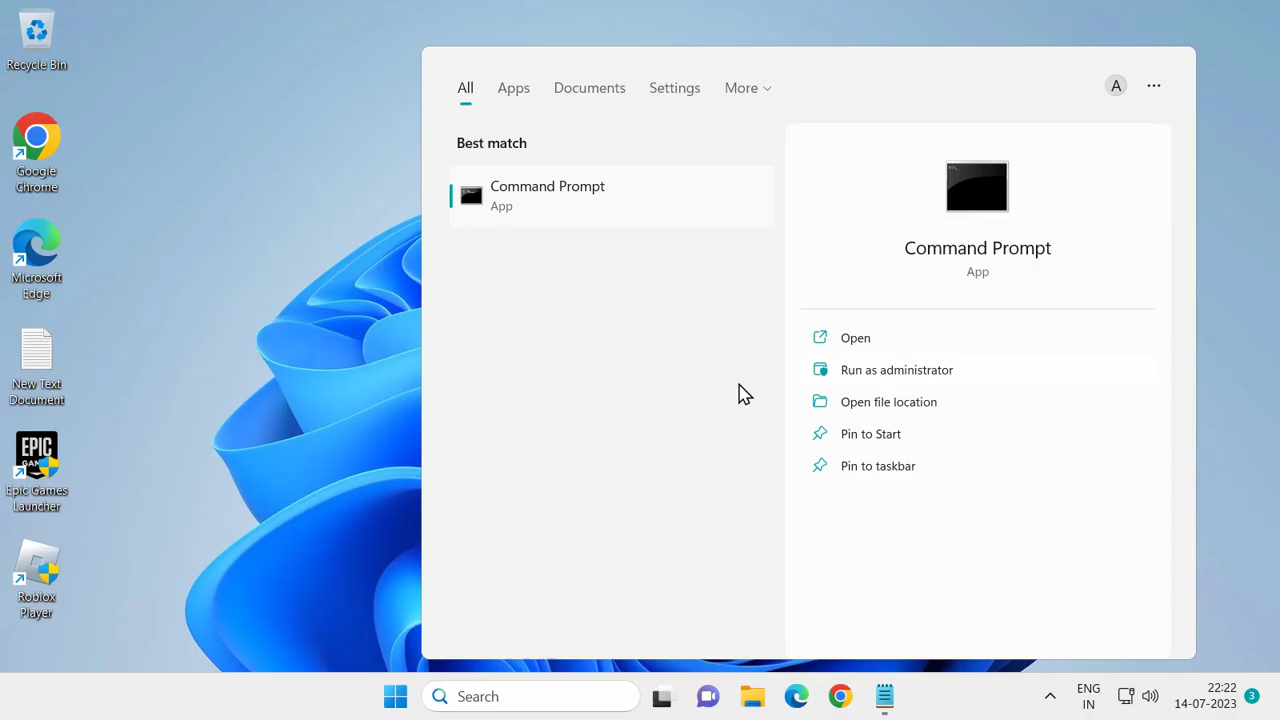 Recycle Bin
Google
Chrome
Microsoft
Edge
New Text
Document
EPIC
GAMES
Epic Games
Launcher
Roblox
Player
All Apps Documents Settings More
A
Best match
Command Prompt
App
Command Prompt
App
Open
Run as administrator
Open file location
Pin to Start
Pin to taskbar
Search
ENG
IN
22:22
14-07-2023
3